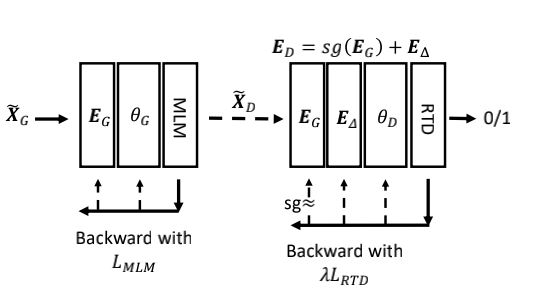 E_D = sg(E_G) + E_Δ
X̃_G
E_G
θ_G
MLM
X̃_D
E_G
E_Δ
θ_D
RTD
0/1
sg≈
Backward with
L_MLM
Backward with
λL_RTD